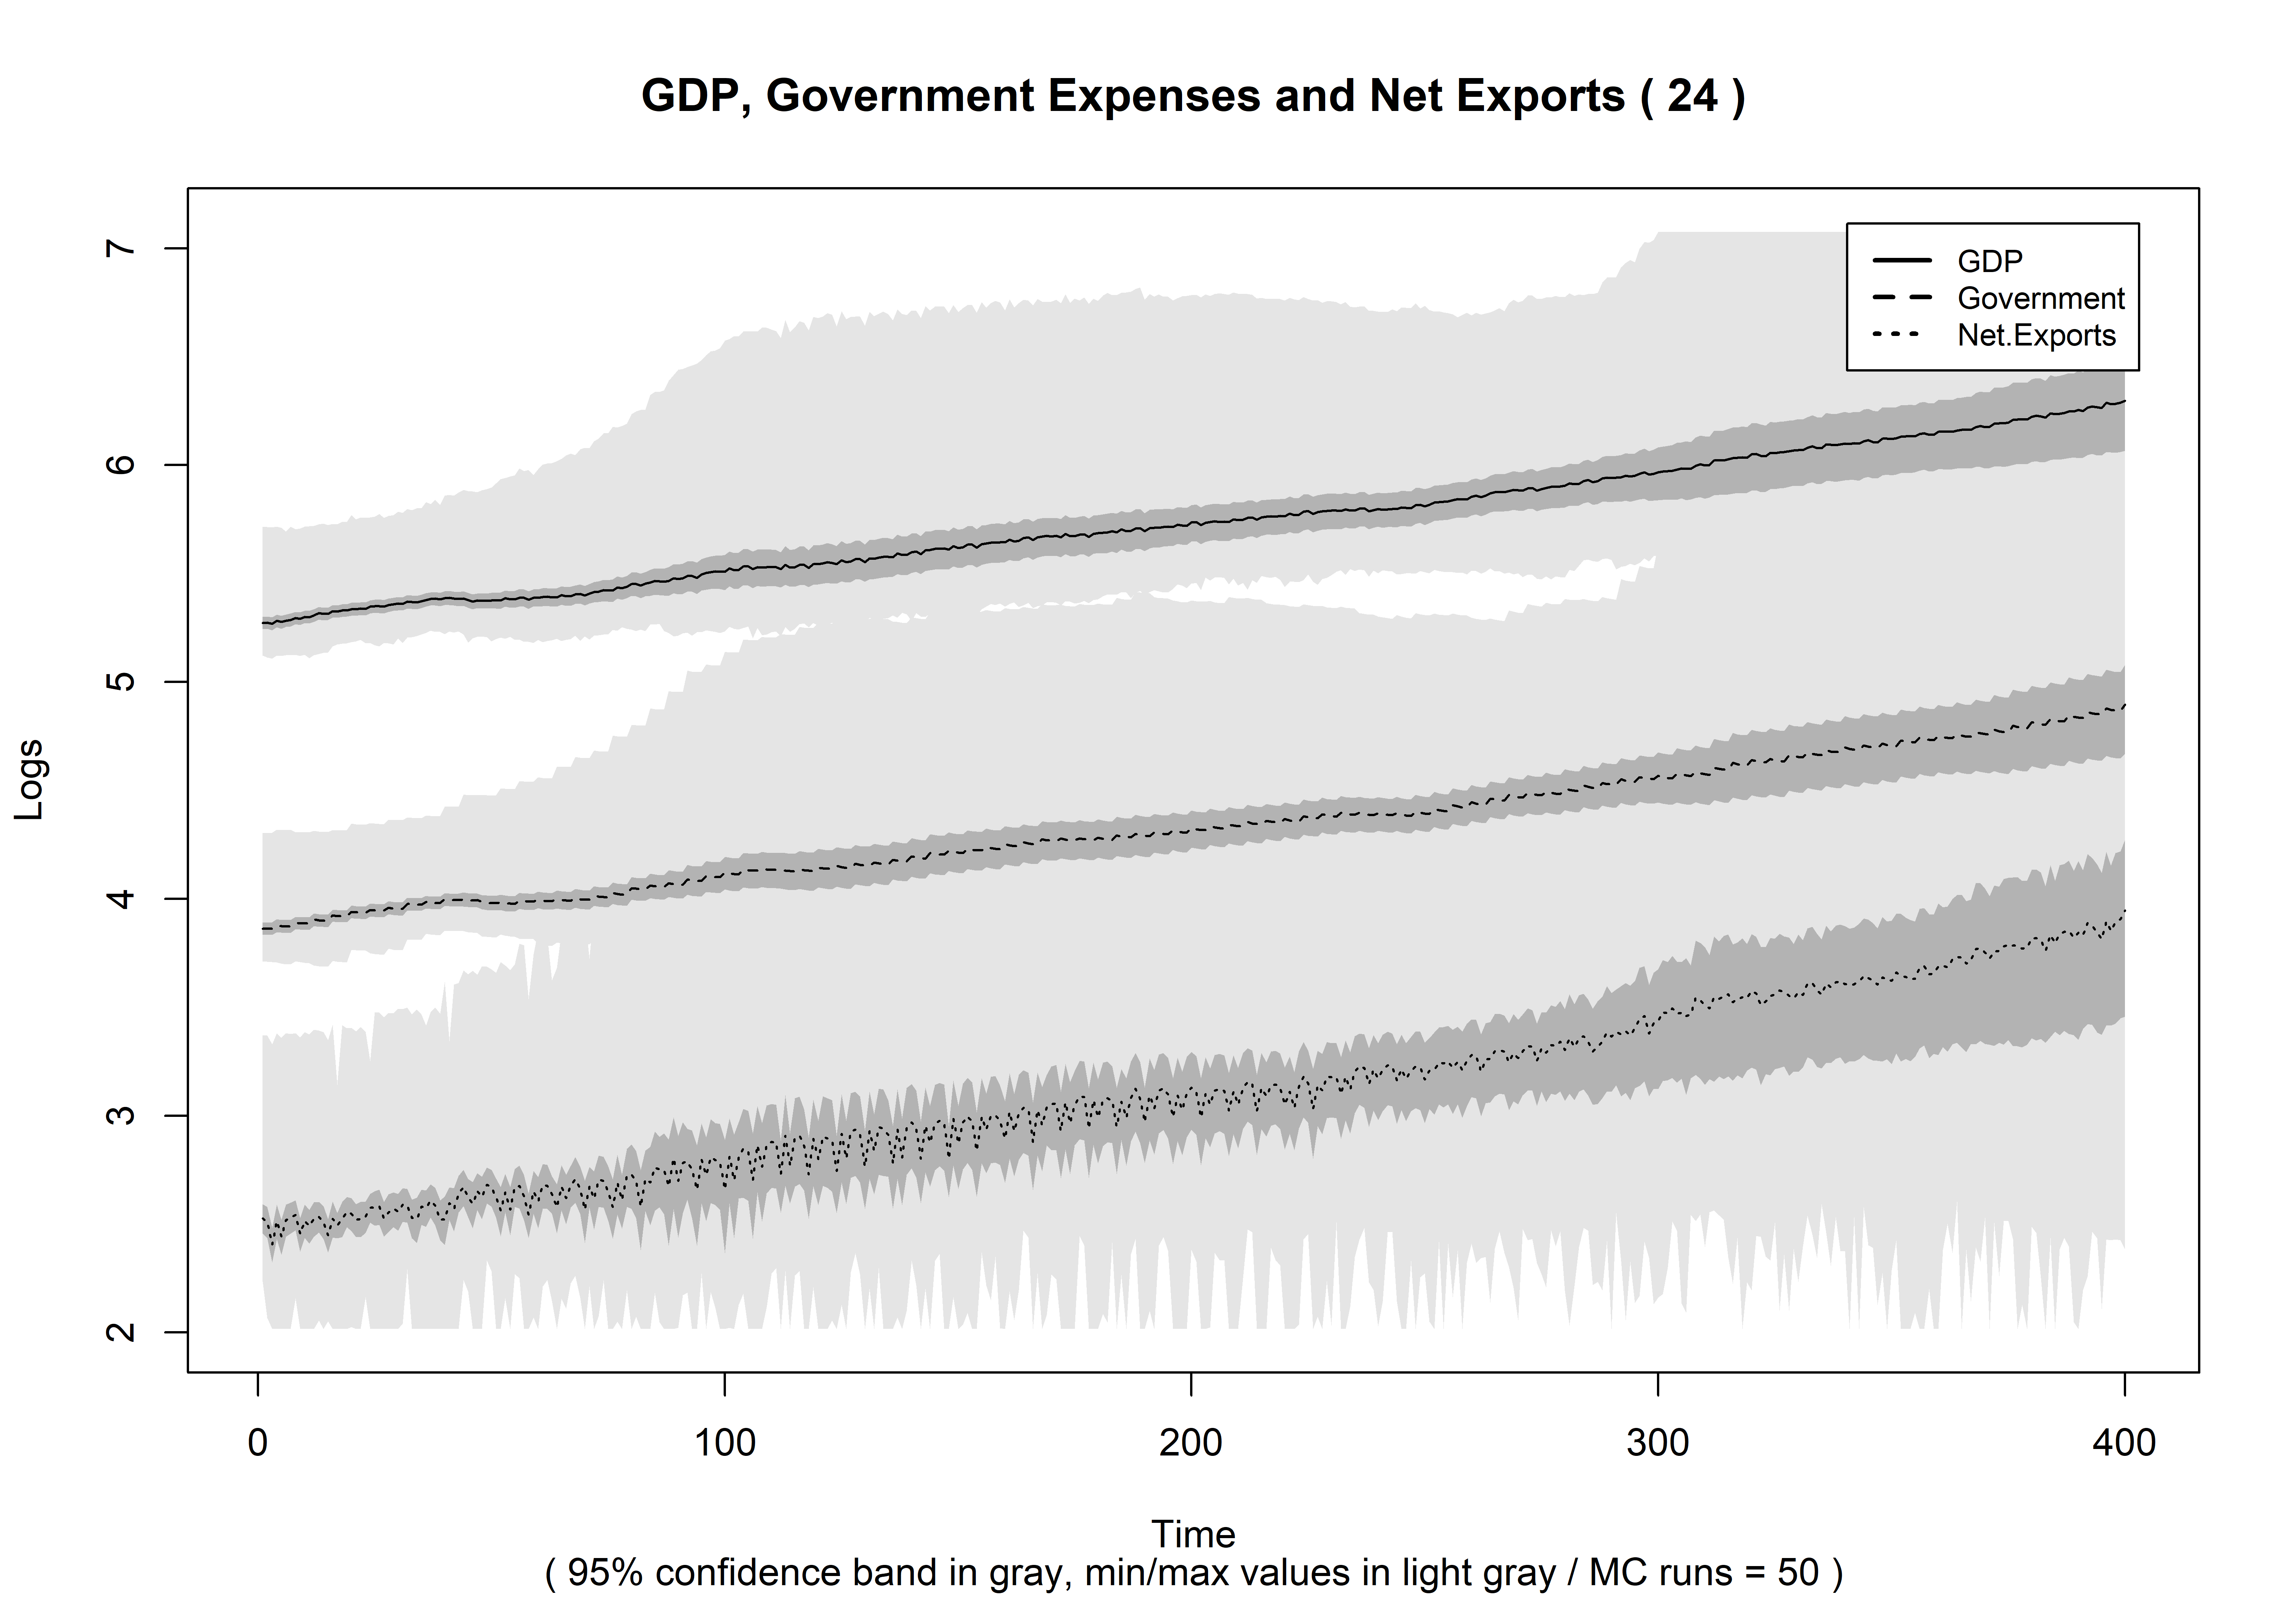 GDP, Government Expenses and Net Exports ( 24 )
7
6
5
4
3
2
Logs
GDP
Government
Net.Exports
0 100 200 300 400
Time
( 95% confidence band in gray, min/max values in light gray / MC runs = 50 )